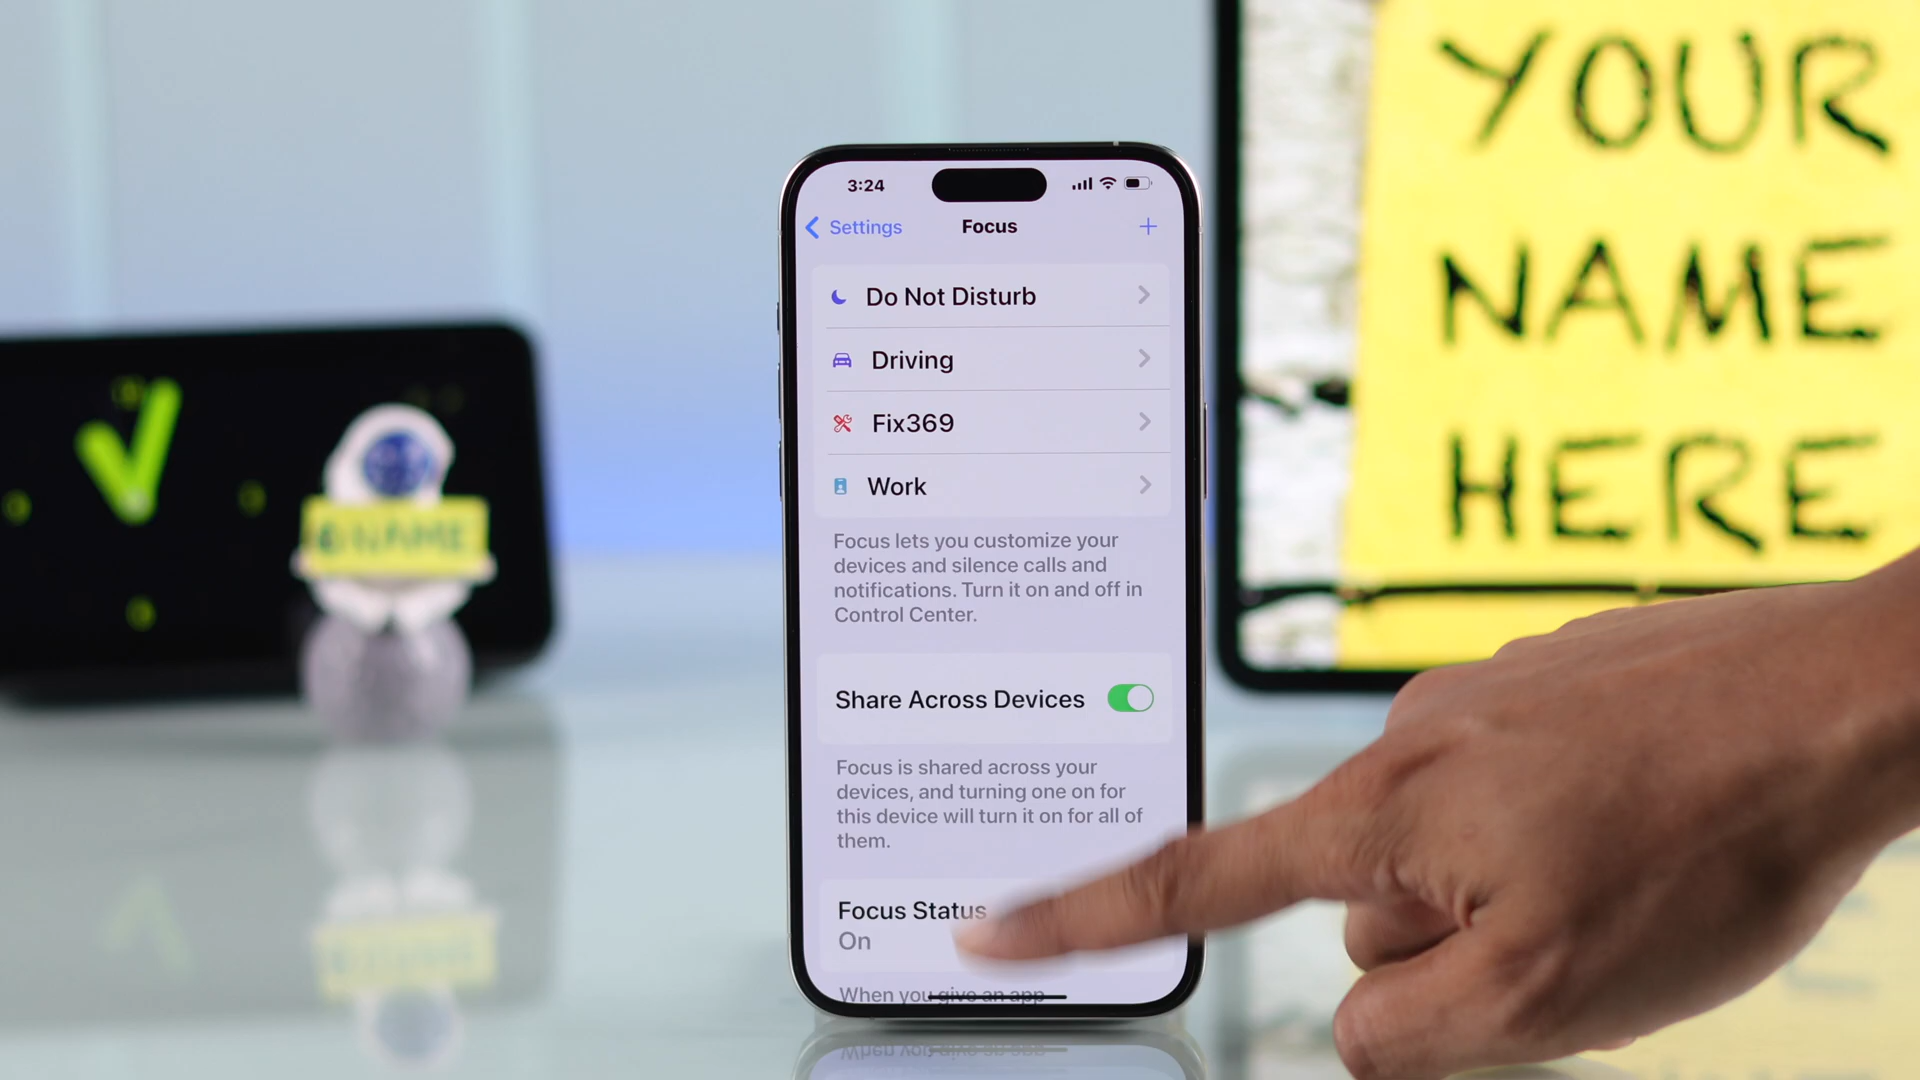 3:24
Settings
Focus
Do Not Disturb
Driving
Fix369
Work
Focus lets you customize your
devices and silence calls and
notifications. Turn it on and off in
Control Center.
Share Across Devices
Focus is shared across your
devices, and turning one on for
this device will turn it on for all of
them.
Focus Status
On
When you give an app
YOUR
NAME
HERE
NAME